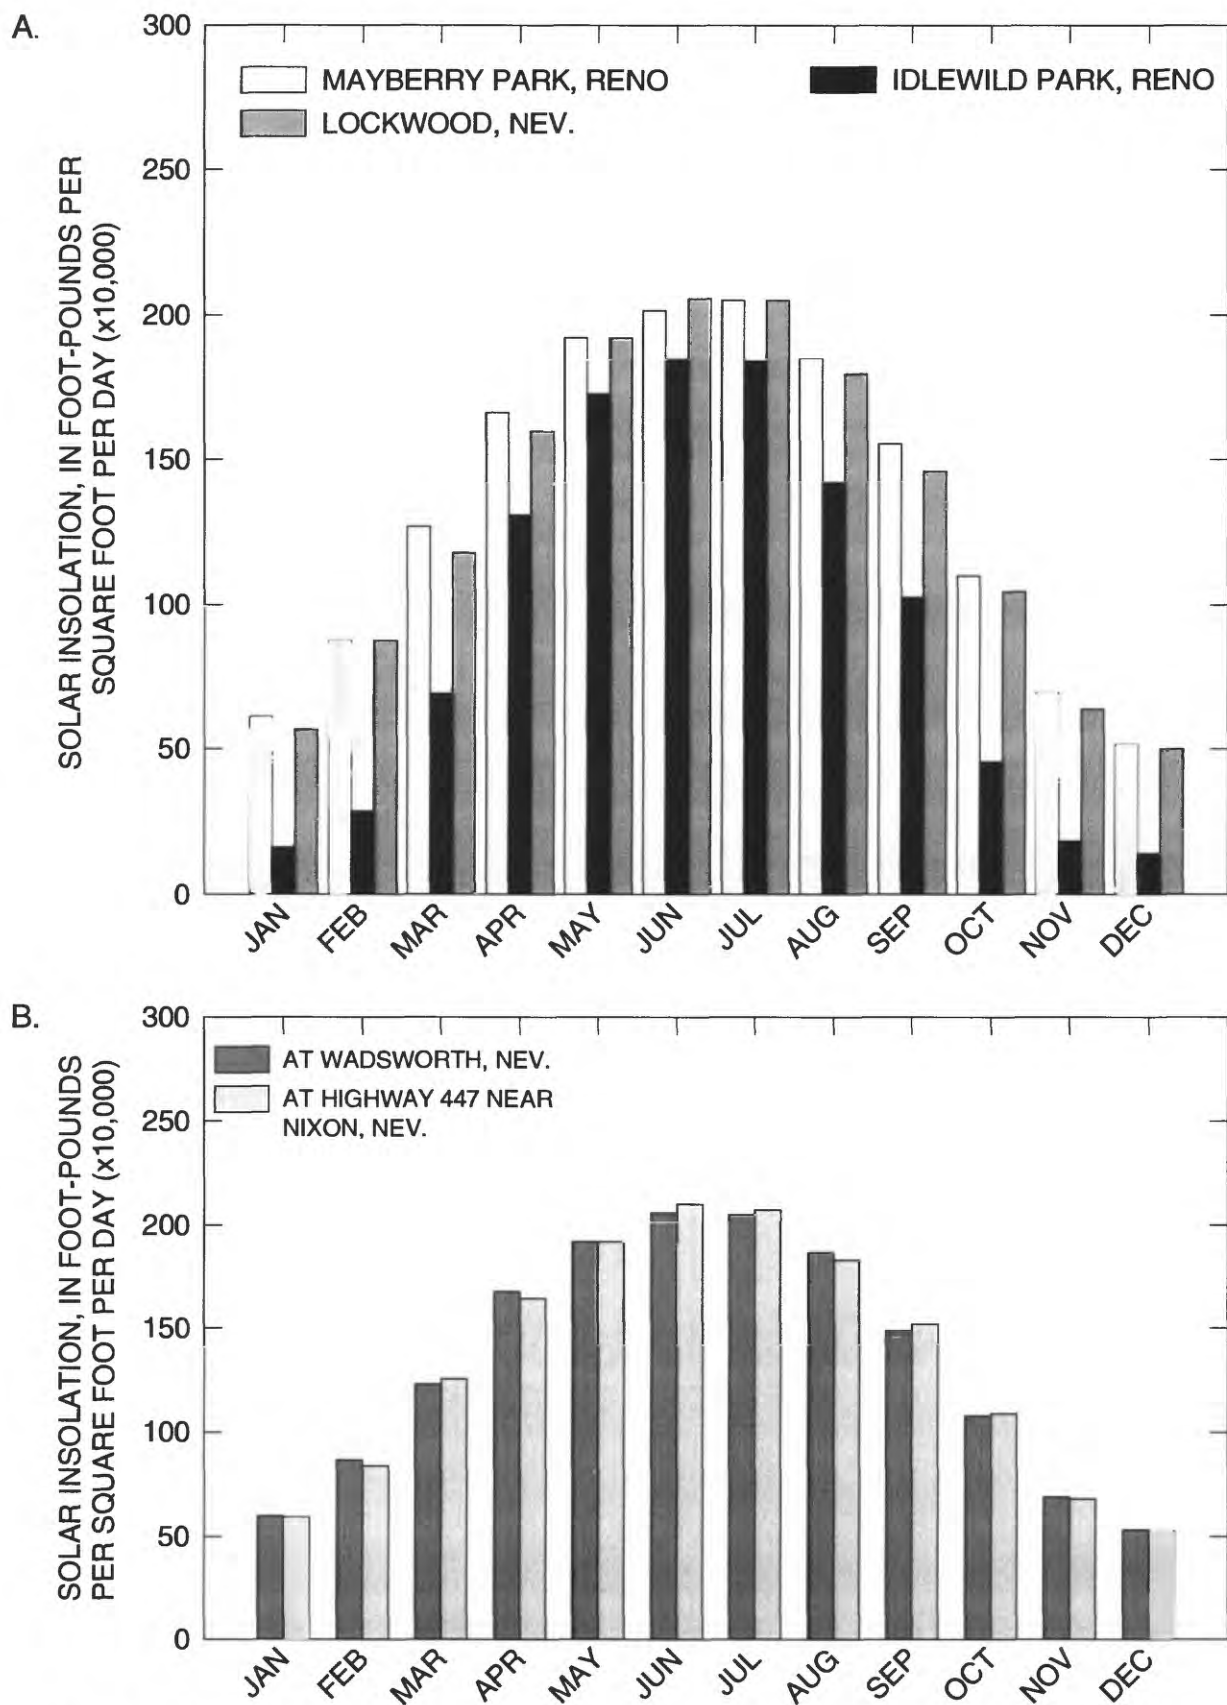 A.
SOLAR INSOLATION, IN FOOT-POUNDS PER
SQUARE FOOT PER DAY (x10,000)
300
250
200
150
100
50
0
MAYBERRY PARK, RENO
IDLEWILD PARK, RENO
LOCKWOOD, NEV.
JAN
FEB
MAR
APR
MAY
JUN
JUL
AUG
SEP
OCT
NOV
DEC
B.
SOLAR INSOLATION, IN FOOT-POUNDS
PER SQUARE FOOT PER DAY (x10,000)
300
250
200
150
100
50
0
AT WADSWORTH, NEV.
AT HIGHWAY 447 NEAR
NIXON, NEV.
JAN
FEB
MAR
APR
MAY
JUN
JUL
AUG
SEP
OCT
NOV
DEC